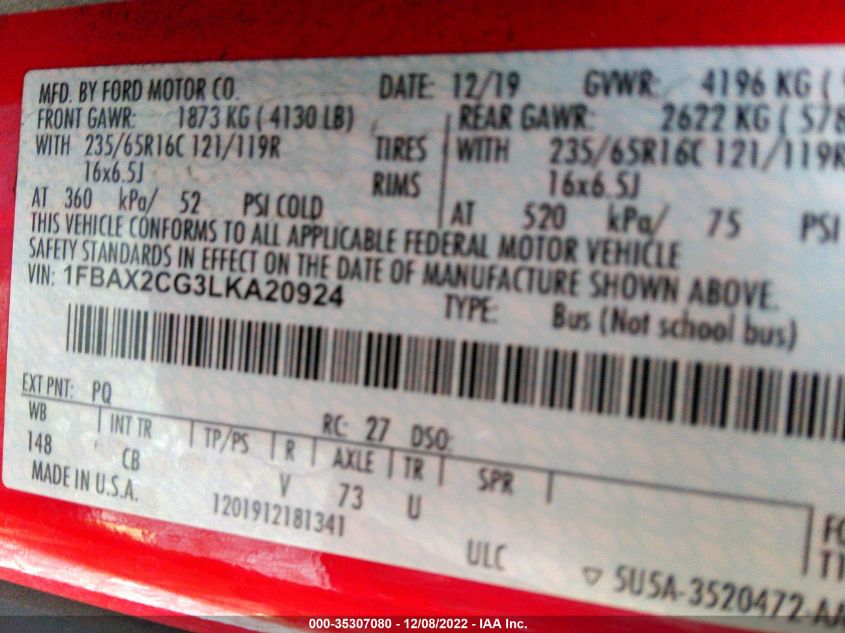 MFD. BY FORD MOTOR CO. DATE: 12/19 GVWR: 4196 KG (
FRONT GAWR: 1873 KG ( 4130 LB) REAR GAWR: 2622 KG ( 578
WITH 235/65R16C 121/119R TIRES WITH 235/65R16C 121/119R
16x6.5J RIMS 16x6.5J
AT 360 kPa/ 52 PSI COLD AT 520 kPa/ 75 PSI
THIS VEHICLE CONFORMS TO ALL APPLICABLE FEDERAL MOTOR VEHICLE
SAFETY STANDARDS IN EFFECT ON THE DATE OF MANUFACTURE SHOWN ABOVE.
VIN: 1FBAX2CG3LKA20924 TYPE: Bus (Not school bus)
EXT PNT: PQ RC: 27 DSO:
WB INT TR TP/PS R AXLE TR SPR
148 CB V 73 U
MADE IN U.S.A. 1201912181341 ULC
5U5A-3520472-AA
000-35307080 - 12/08/2022 - IAA Inc.